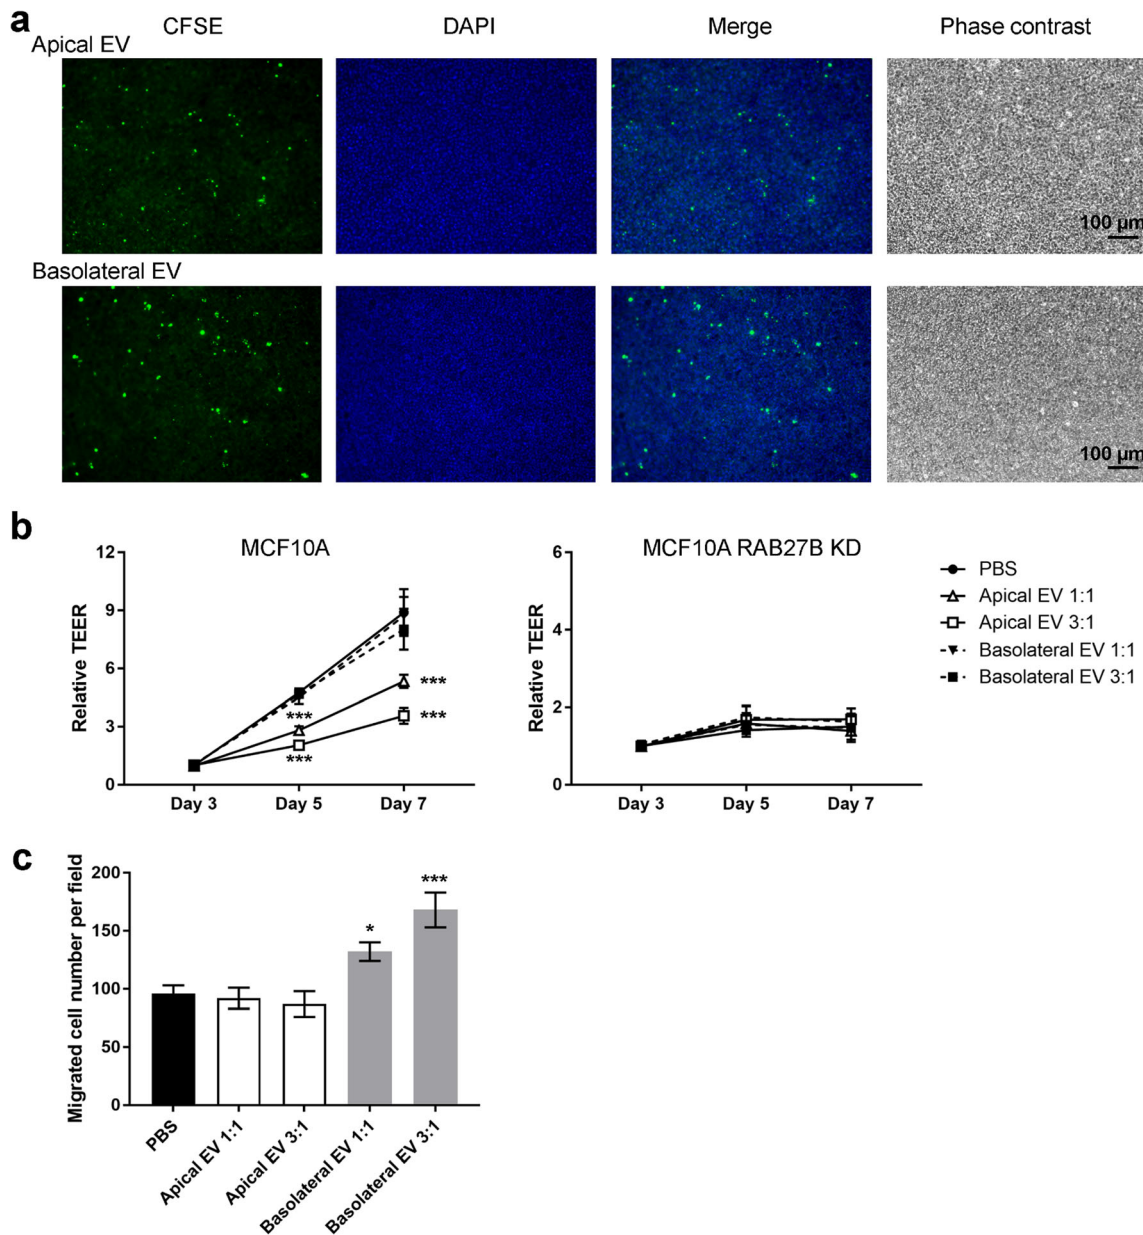 a
CFSE DAPI Merge Phase contrast
Apical EV
100 µm
Basolateral EV
100 µm
b
MCF10A
Relative TEER
12
9
6
3
0
*** ***
*** ***
Day 3 Day 5 Day 7
MCF10A RAB27B KD
Relative TEER
6
4
2
0
Day 3 Day 5 Day 7
PBS
Apical EV 1:1
Apical EV 3:1
Basolateral EV 1:1
Basolateral EV 3:1
c
Migrated cell number per field
200
150
100
50
0
* ***
PBS
Apical EV 1:1
Apical EV 3:1
Basolateral EV 1:1
Basolateral EV 3:1